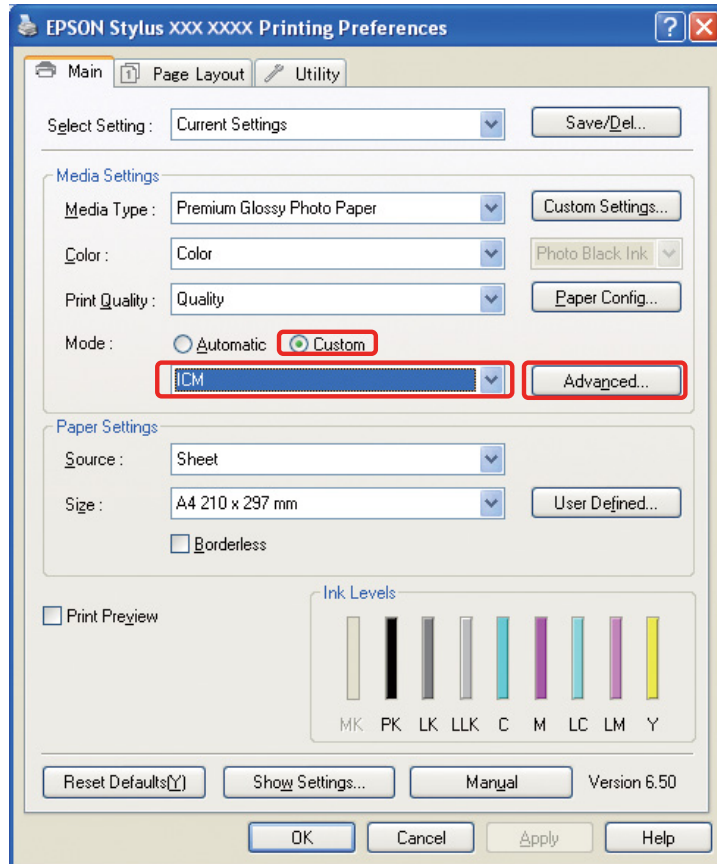 EPSON Stylus XXX XXXX Printing Preferences
Main Page Layout Utility
Select Setting : Current Settings Save/Del...
Media Settings
Media Type : Premium Glossy Photo Paper Custom Settings...
Color : Color Photo Black Ink
Print Quality : Quality Paper Config...
Mode : Automatic Custom
ICM Advanced...
Paper Settings
Source : Sheet
Size : A4 210 x 297 mm User Defined...
Borderless
Print Preview
Ink Levels
MK PK LK LLK C M LC LM Y
Reset Defaults(Y) Show Settings... Manual Version 6.50
OK Cancel Apply Help